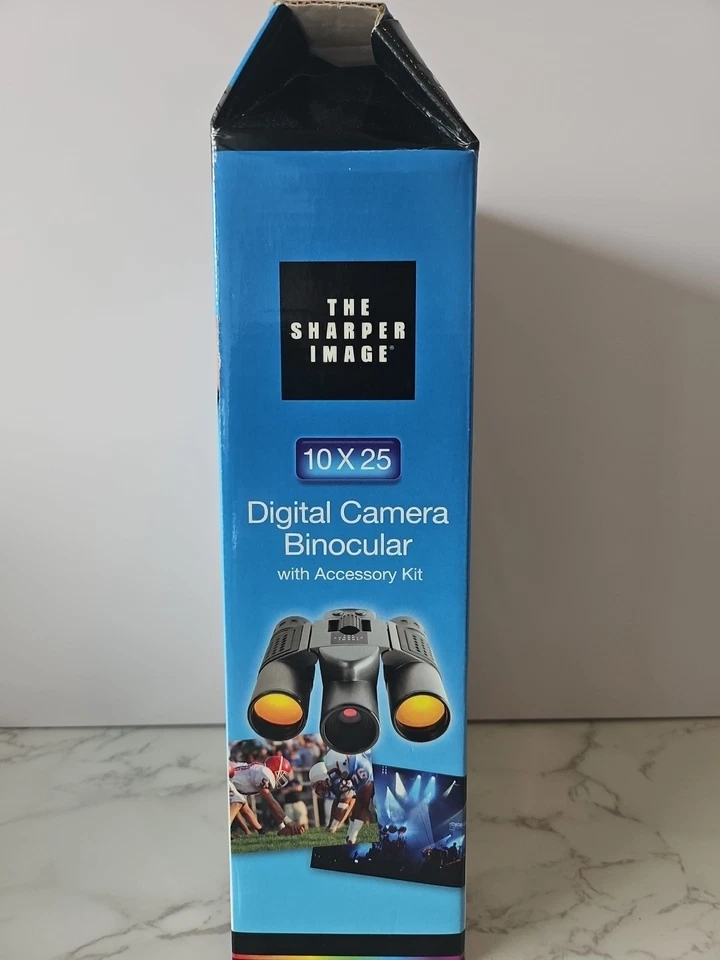 THE
SHARPER
IMAGE®
10 X 25
Digital Camera
Binocular
with Accessory Kit